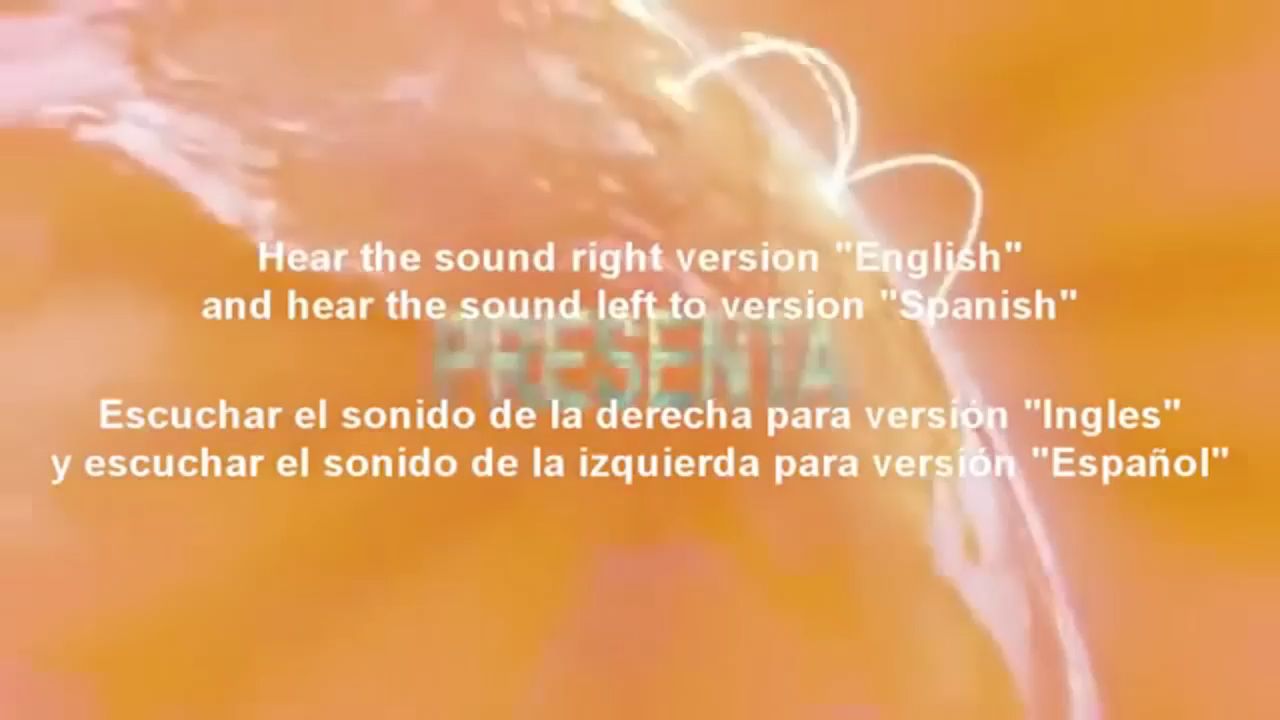 Hear the sound right version "English"
and hear the sound left to version "Spanish"
PRESENTA
Escuchar el sonido de la derecha para versión "Ingles"
y escuchar el sonido de la izquierda para versión "Español"